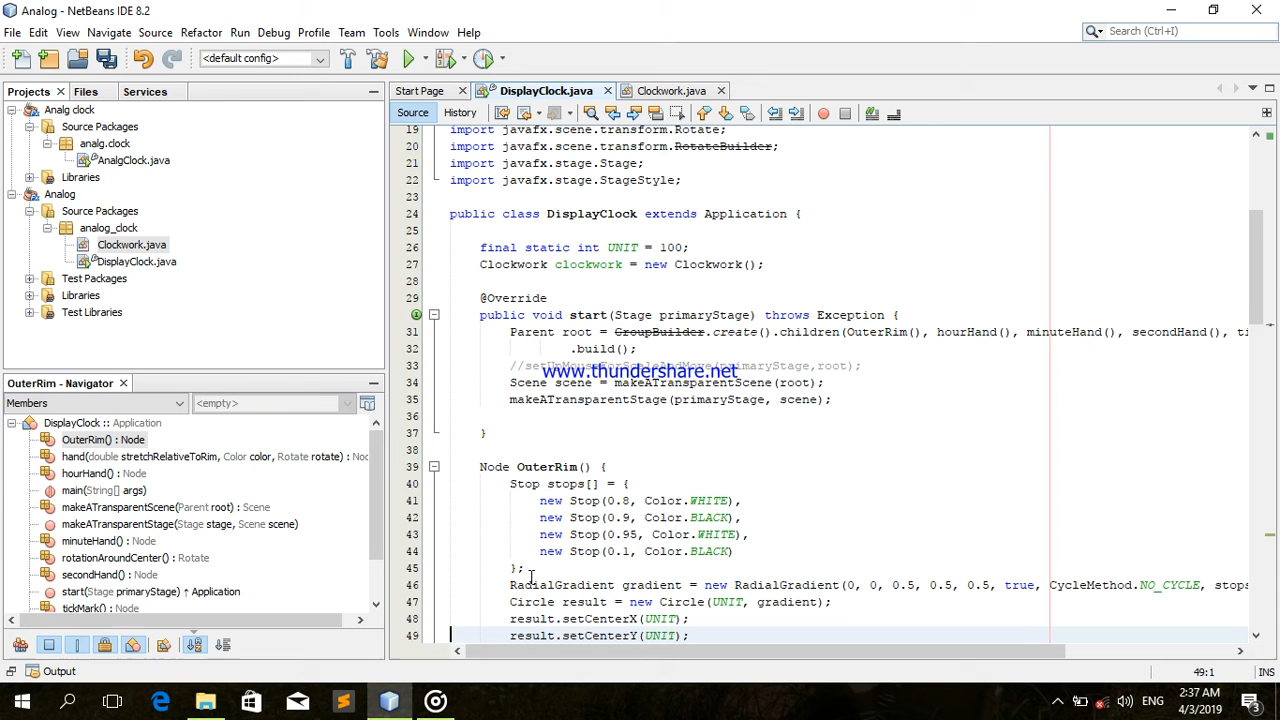 Analog - NetBeans IDE 8.2
File Edit View Navigate Source Refactor Run Debug Profile Team Tools Window Help
Search (Ctrl+I)
<default config>
Projects Files Services
Analg clock
Source Packages
analg.clock
AnalgClock.java
Libraries
Analog
Source Packages
analog_clock
Clockwork.java
DisplayClock.java
Test Packages
Libraries
Test Libraries
OuterRim - Navigator
Members
<empty>
DisplayClock :: Application
OuterRim() : Node
hand(double stretchRelativeToRim, Color color, Rotate rotate) : Node
hourHand() : Node
main(String[] args)
makeATransparentScene(Parent root) : Scene
makeATransparentStage(Stage stage, Scene scene)
minuteHand() : Node
rotationAroundCenter() : Rotate
secondHand() : Node
start(Stage primaryStage) ↑ Application
tickMark() : Node
Output
Start Page DisplayClock.java Clockwork.java
Source History
19 import javafx.scene.transform.Rotate;
20 import javafx.scene.transform.RotateBuilder;
21 import javafx.stage.Stage;
22 import javafx.stage.StageStyle;
23
24 public class DisplayClock extends Application {
25
26 final static int UNIT = 100;
27 Clockwork clockwork = new Clockwork();
28
29 @Override
public void start(Stage primaryStage) throws Exception {
31 Parent root = GroupBuilder.create().children(OuterRim(), hourHand(), minuteHand(), secondHand(), ti
32 .build();
33 //setUpMouseForScaleAndMove(primaryStage,root);
www.thundershare.net
34 Scene scene = makeATransparentScene(root);
35 makeATransparentStage(primaryStage, scene);
36
37 }
38
39 Node OuterRim() {
40 Stop stops[] = {
41 new Stop(0.8, Color.WHITE),
42 new Stop(0.9, Color.BLACK),
43 new Stop(0.95, Color.WHITE),
44 new Stop(0.1, Color.BLACK)
45 };
46 RadialGradient gradient = new RadialGradient(0, 0, 0.5, 0.5, 0.5, true, CycleMethod.NO_CYCLE, stops
47 Circle result = new Circle(UNIT, gradient);
48 result.setCenterX(UNIT);
49 result.setCenterY(UNIT);
49:1 INS
ENG
2:37 AM
4/3/2019
3